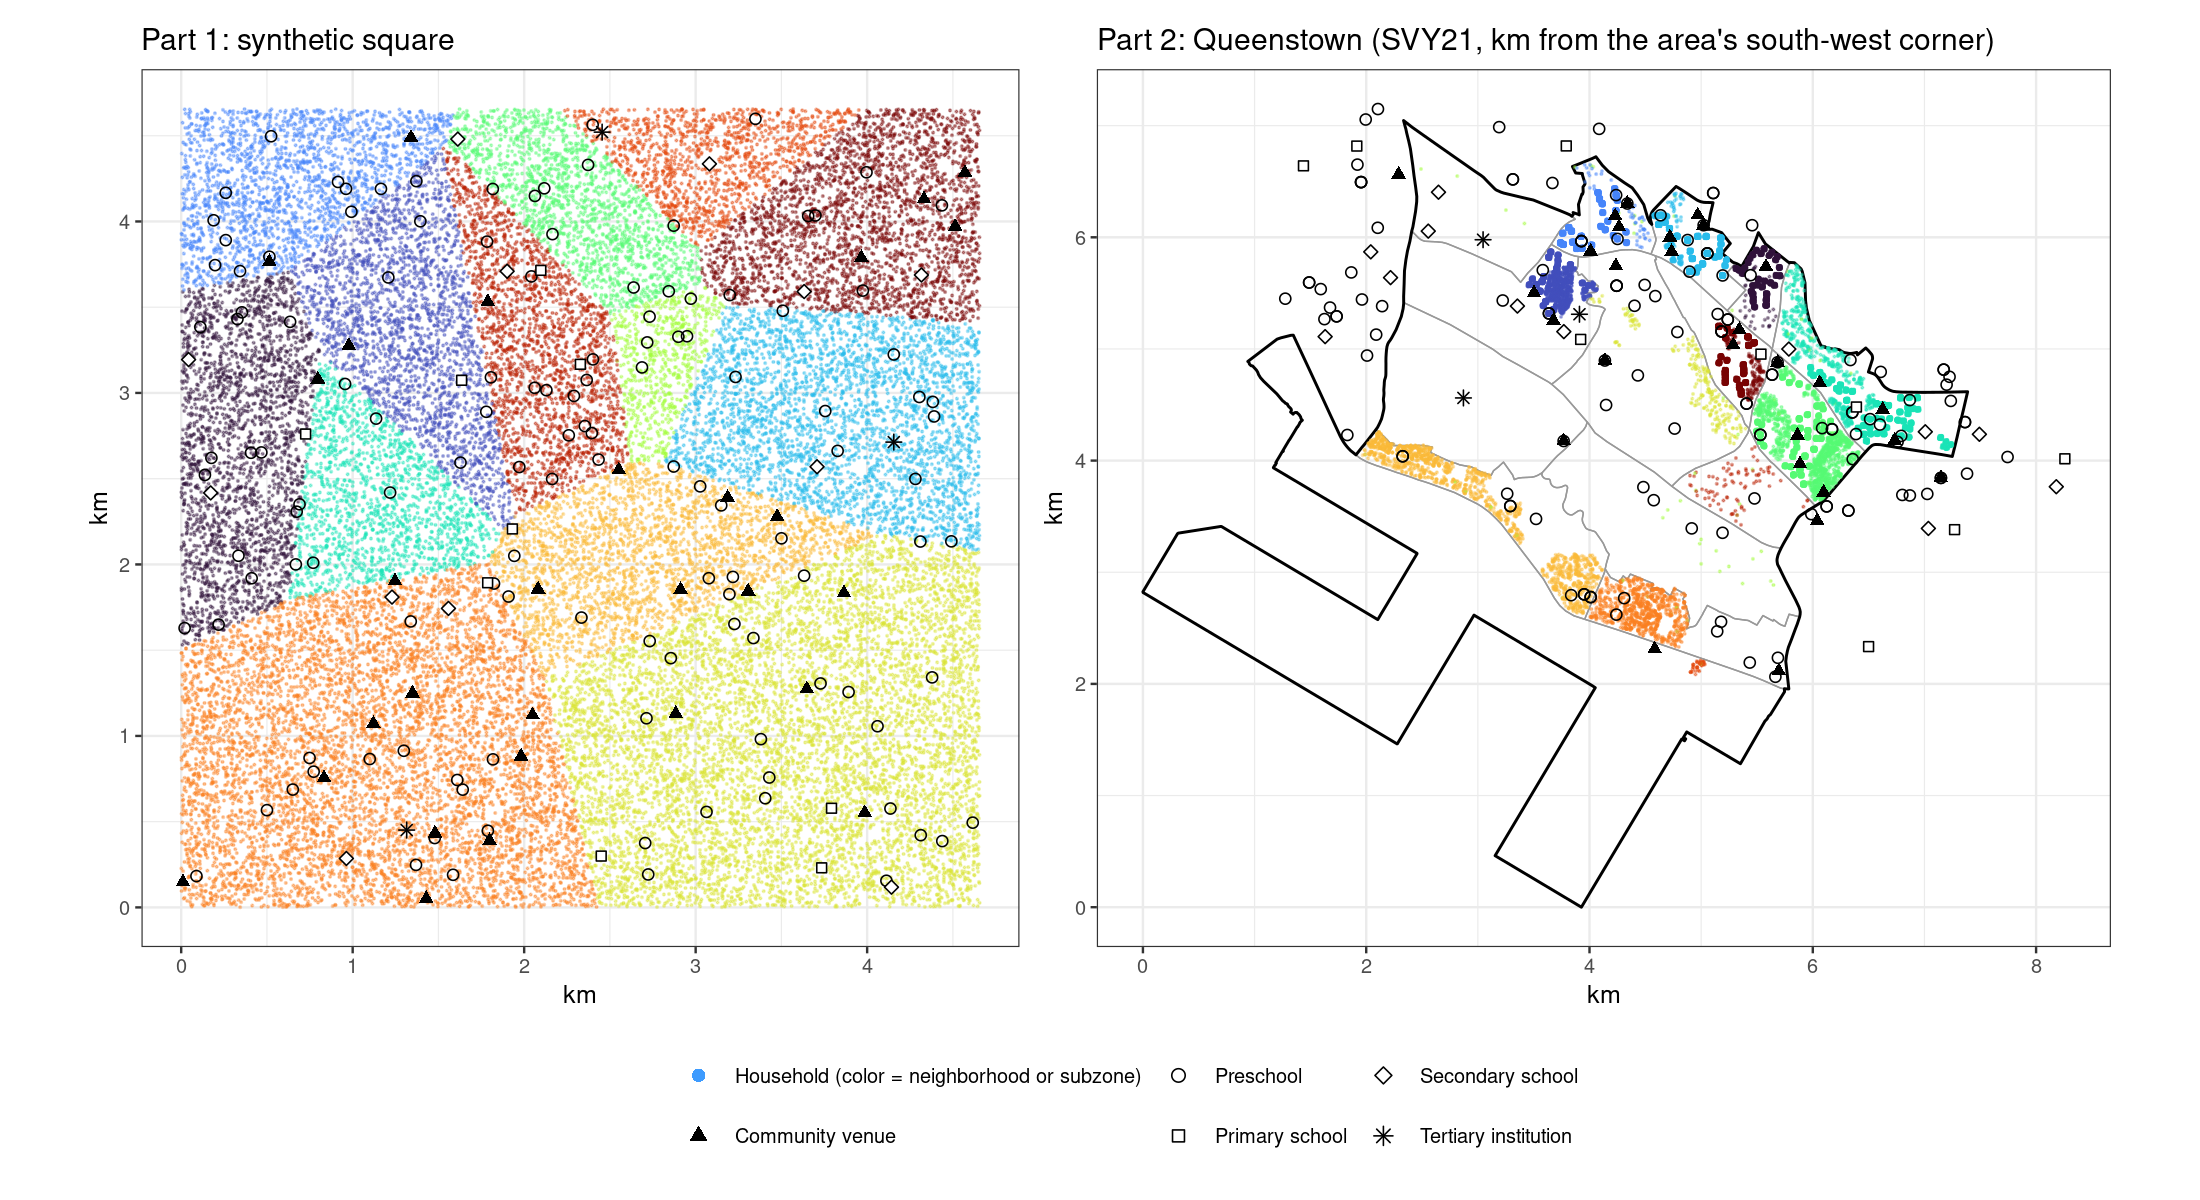 Part 1: synthetic square
Part 2: Queenstown (SVY21, km from the area's south-west corner)
4
3
2
1
0
km
0 1 2 3 4
km
6
4
2
0
km
0 2 4 6 8
km
Household (color = neighborhood or subzone)
Preschool
Secondary school
Community venue
Primary school
Tertiary institution